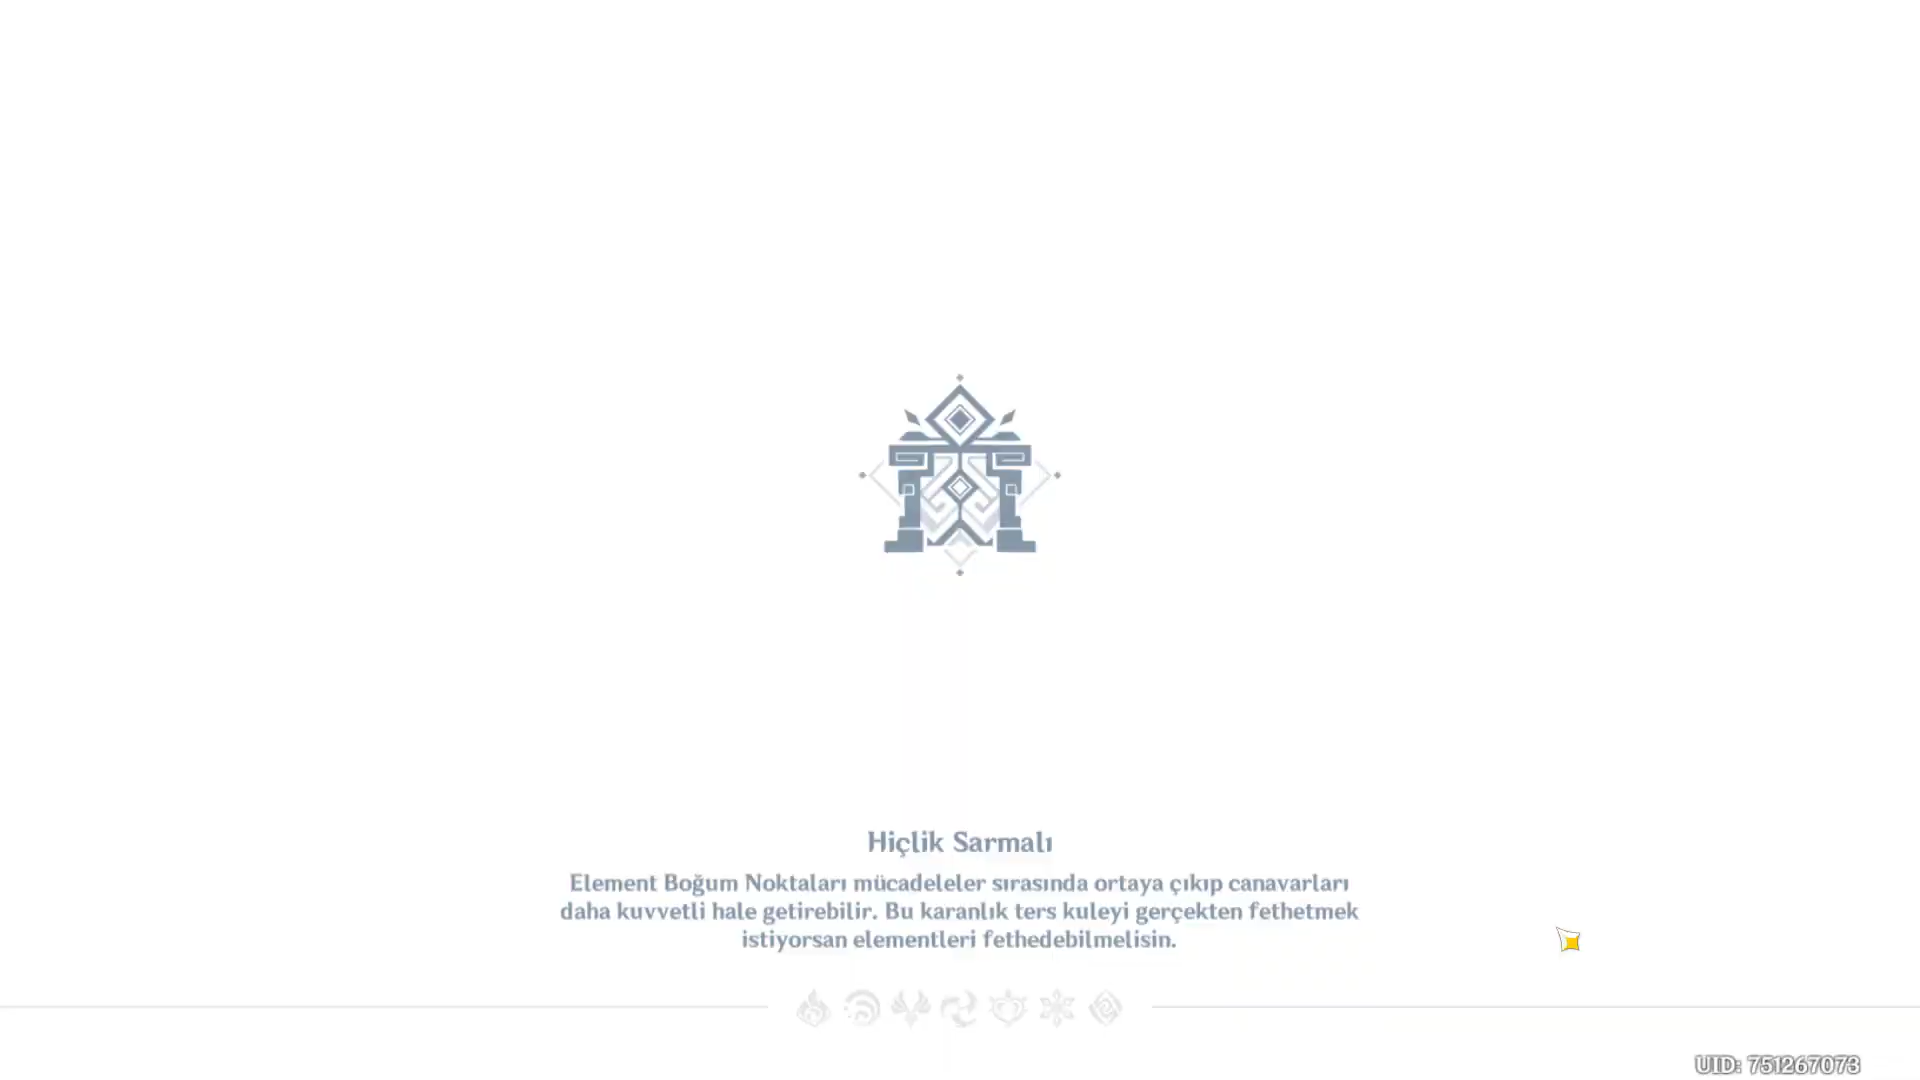 Hiçlik Sarmalı
Element Boğum Noktaları mücadeleler sırasında ortaya çıkıp canavarları
daha kuvvetli hale getirebilir. Bu karanlık ters kuleyi gerçekten fethetmek
istiyorsan elementleri fethedebilmelisin.
UID: 751267073